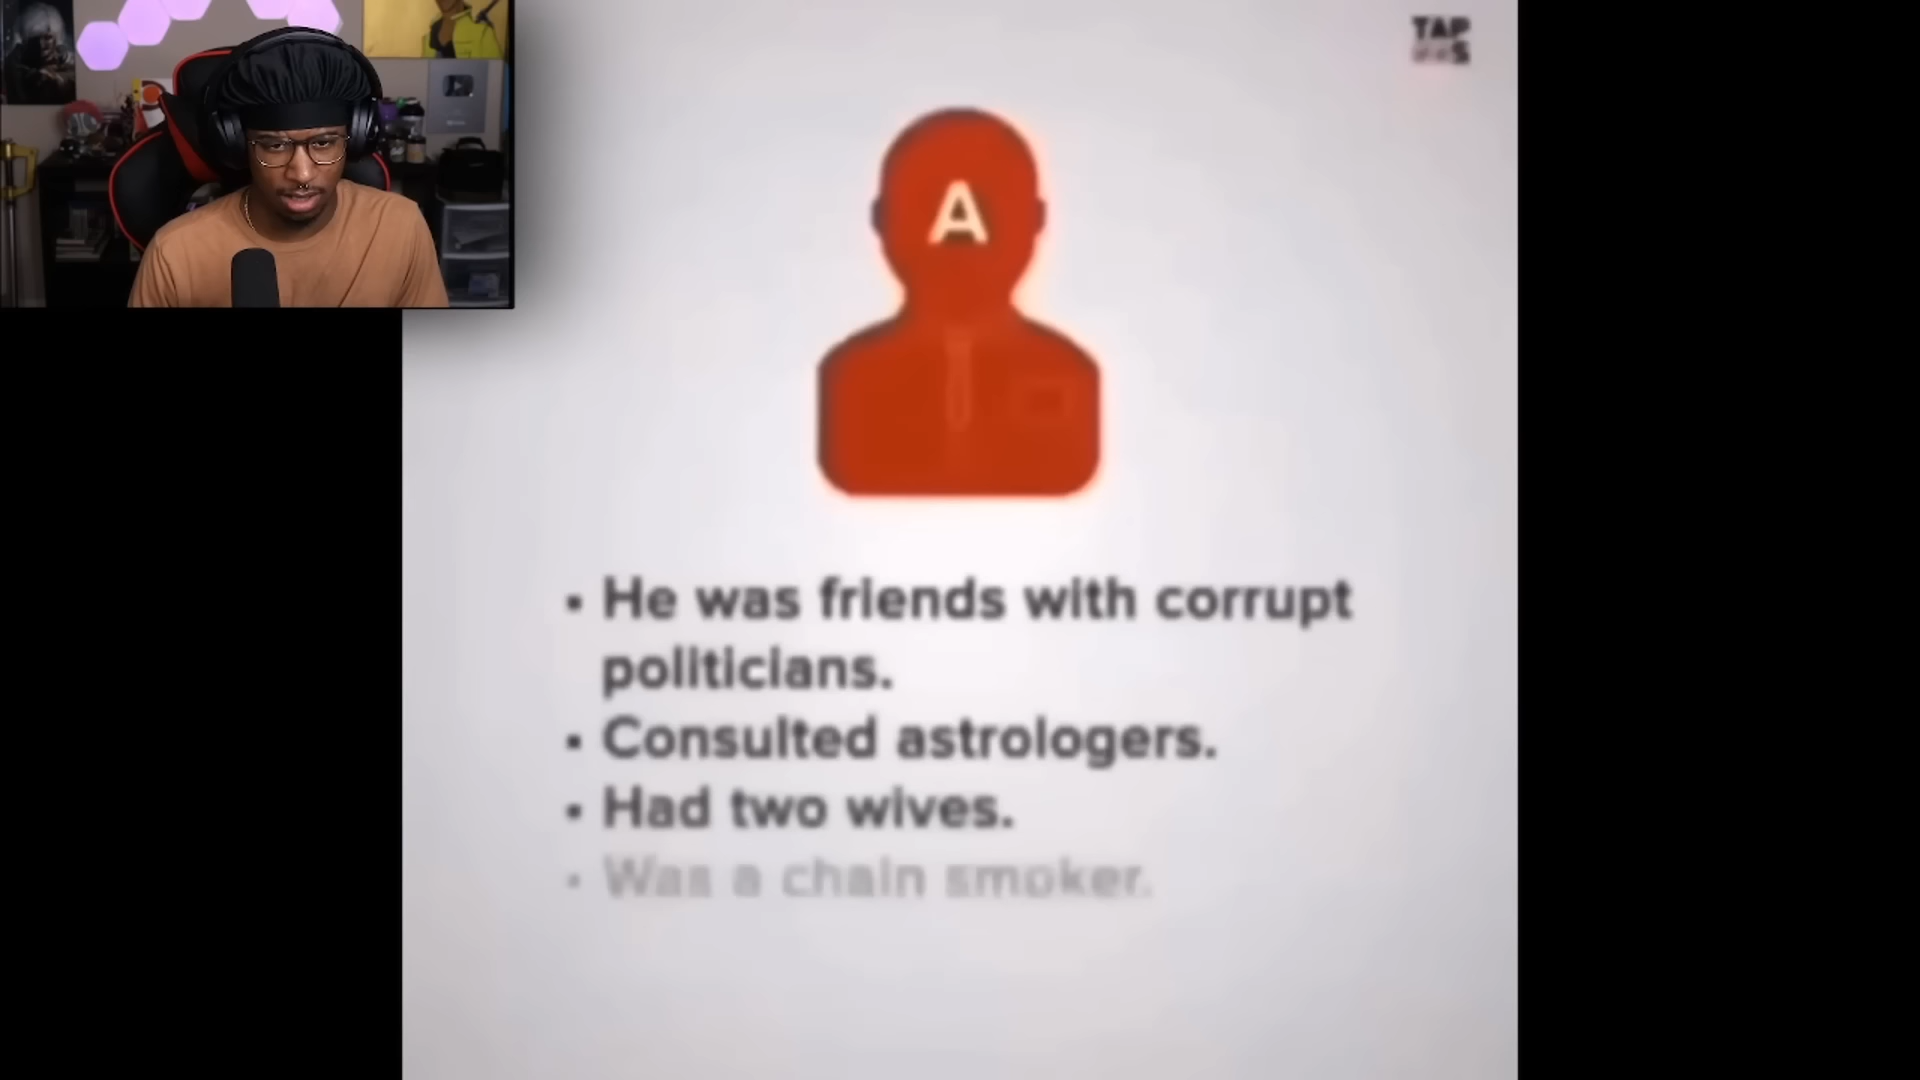 TAP
A
• He was friends with corrupt
politicians.
• Consulted astrologers.
• Had two wives.
• Was a chain smoker.